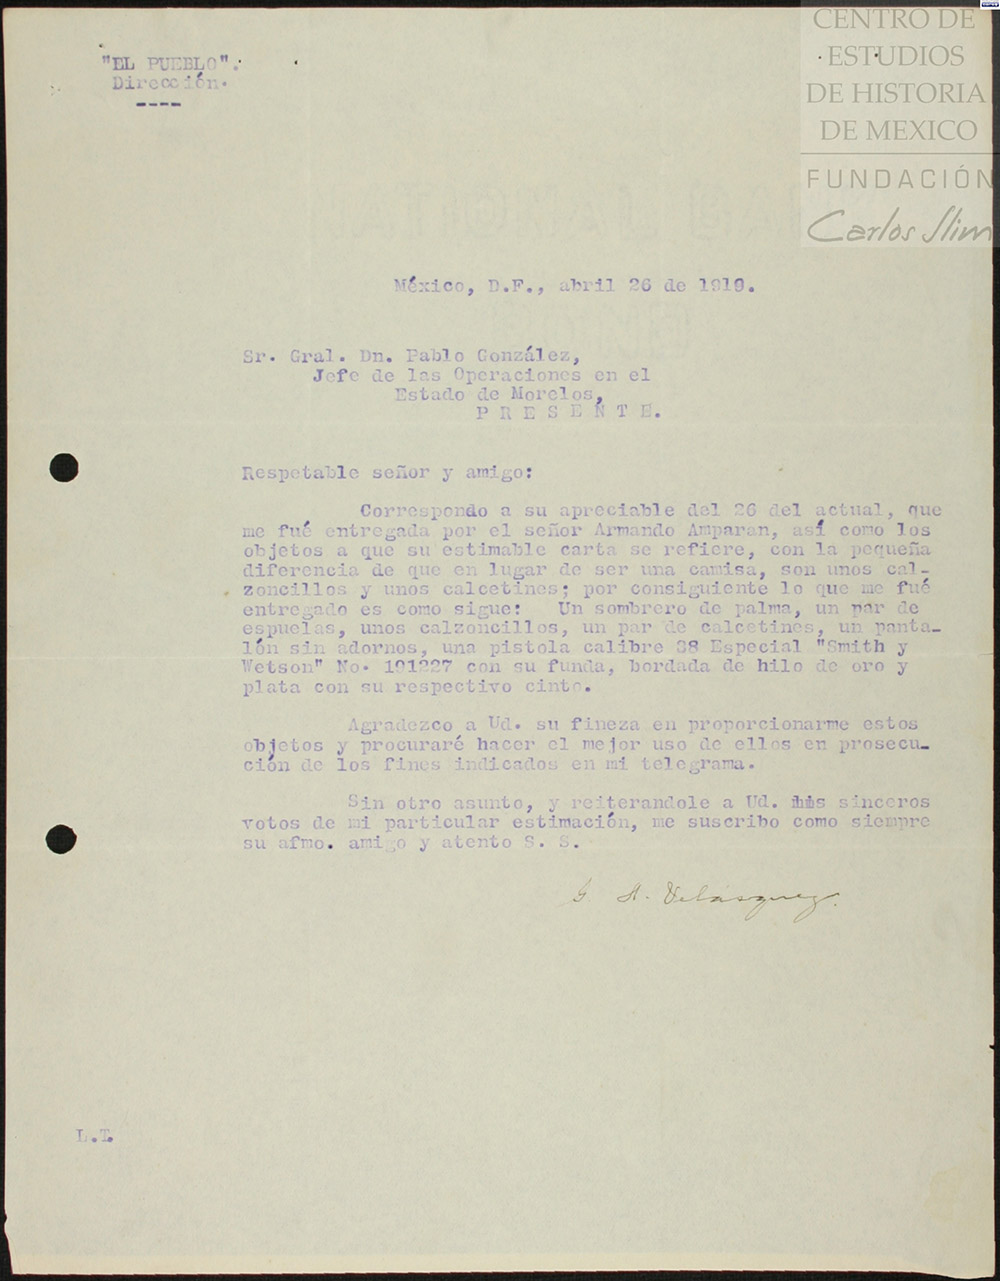 "EL PUEBLO".
Dirección.
----
CENTRO DE
ESTUDIOS
DE HISTORIA
DE MEXICO
FUNDACIÓN
Carlos Slim
México, D.F., abril 26 de 1919.
Sr. Gral. Dn. Pablo González,
Jefe de las Operaciones en el
Estado de Morelos,
P R E S E N T E.
Respetable señor y amigo:
Correspondo a su apreciable del 26 del actual, que
me fué entregada por el señor Armando Amparan, así como los
objetos a que su estimable carta se refiere, con la pequeña
diferencia de que en lugar de ser una camisa, son unos cal-
zoncillos y unos calcetines; por consiguiente lo que me fué
entregado es como sigue: Un sombrero de palma, un par de
espuelas, unos calzoncillos, un par de calcetines, un panta-
lón sin adornos, una pistola calibre 38 Especial "Smith y
Wetson" No. 191227 con su funda, bordada de hilo de oro y
plata con su respectivo cinto.
Agradezco a Ud. su fineza en proporcionarme estos
objetos y procuraré hacer el mejor uso de ellos en prosecu-
ción de los fines indicados en mi telegrama.
Sin otro asunto, y reiterandole a Ud. mis sinceros
votos de mi particular estimación, me suscribo como siempre
su afmo. amigo y atento S. S.
G A. Velásquez.
L.T.